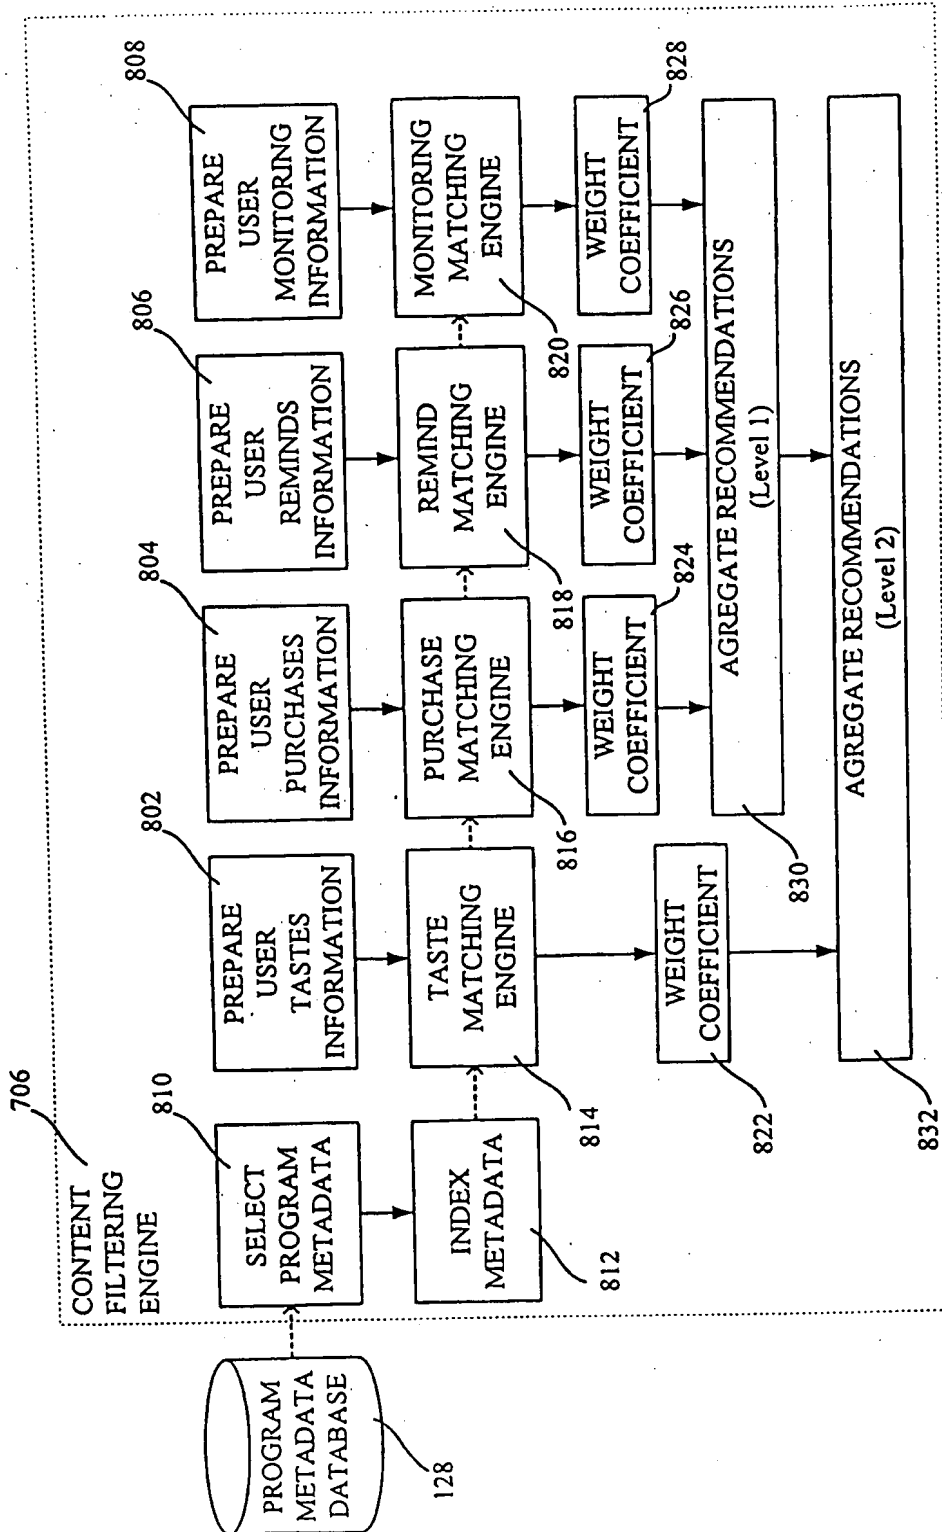 706
CONTENT
FILTERING
ENGINE
PROGRAM
METADATA
DATABASE
128
810
SELECT
PROGRAM
METADATA
802
PREPARE
USER
TASTES
INFORMATION
804
PREPARE
USER
PURCHASES
INFORMATION
806
PREPARE
USER
REMINDS
INFORMATION
808
PREPARE
USER
MONITORING
INFORMATION
INDEX
METADATA
812
TASTE
MATCHING
ENGINE
814
PURCHASE
MATCHING
ENGINE
816
REMIND
MATCHING
ENGINE
818
MONITORING
MATCHING
ENGINE
820
WEIGHT
COEFFICIENT
822
WEIGHT
COEFFICIENT
824
WEIGHT
COEFFICIENT
826
WEIGHT
COEFFICIENT
828
AGREGATE RECOMMENDATIONS
(Level 1)
830
AGREGATE RECOMMENDATIONS
(Level 2)
832